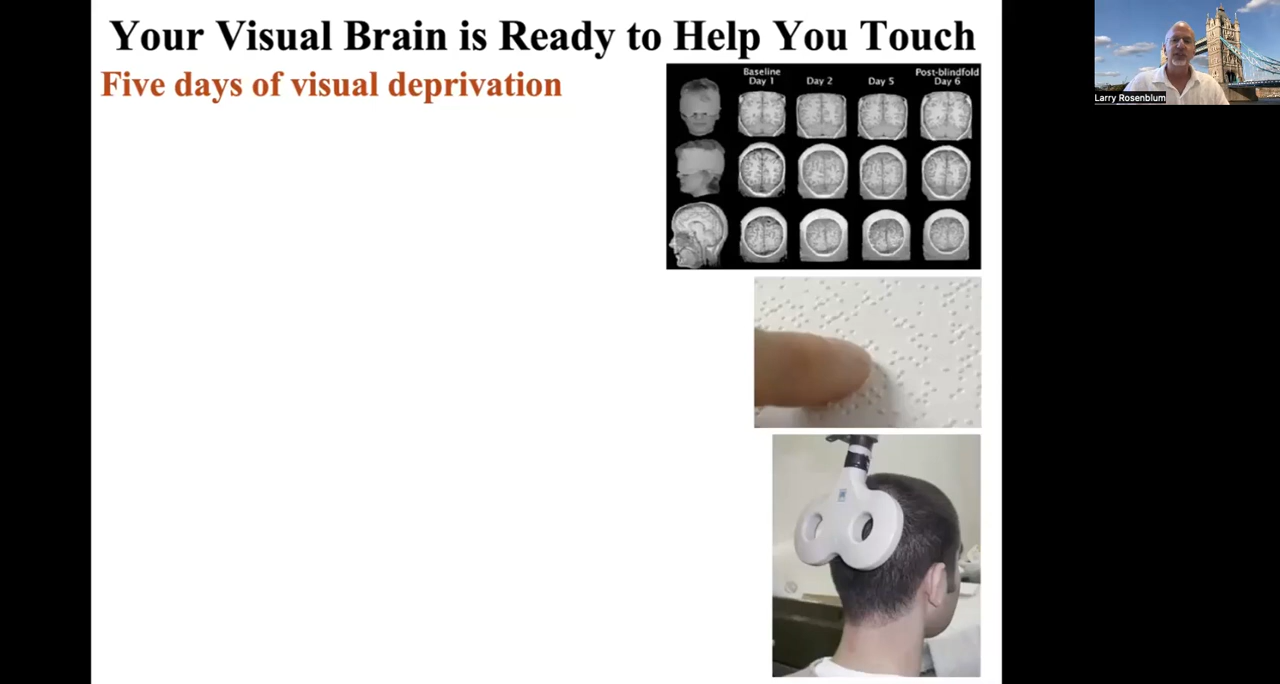 Your Visual Brain is Ready to Help You Touch
Five days of visual deprivation
Baseline Day 1
Day 2
Day 5
Post-blindfold Day 6
Larry Rosenblum